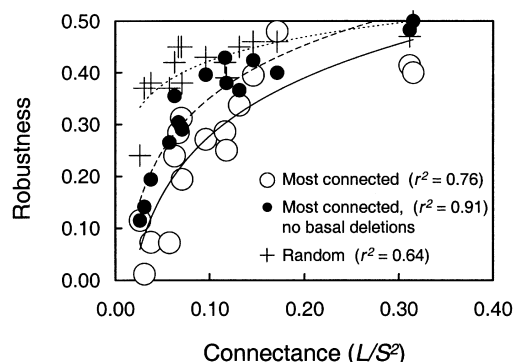 0.50
0.40
0.30
0.20
0.10
0.00
Robustness
Most connected (r² = 0.76)
Most connected, (r² = 0.91)
no basal deletions
Random (r² = 0.64)
0.00 0.10 0.20 0.30 0.40
Connectance (L/S²)